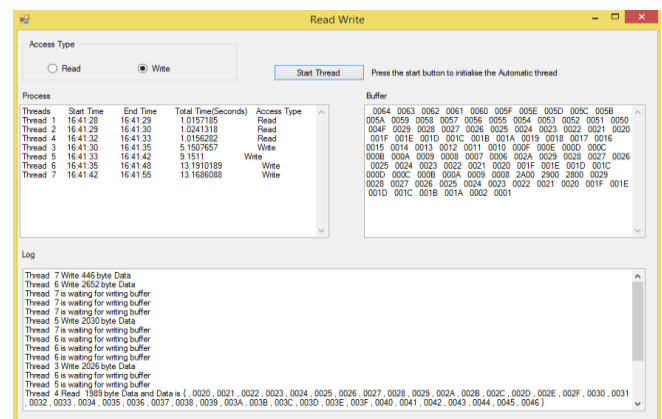 Read Write
Access Type
Read Write
Start Thread Press the start button to initialise the Automatic thread
Process
Threads Start Time End Time Total Time(Seconds) Access Type
Thread 1 16:41:28 16:41:29 1.0157185 Read
Thread 2 16:41:29 16:41:30 1.0241318 Read
Thread 4 16:41:32 16:41:33 1.0156282 Read
Thread 3 16:41:30 16:41:35 5.1507657 Write
Thread 5 16:41:33 16:41:42 9.1511 Write
Thread 6 16:41:35 16:41:48 13.1910189 Write
Thread 7 16:41:42 16:41:55 13.1686088 Write
Buffer
0064 0063 0062 0061 0060 005F 005E 005D 005C 005B
005A 0059 0058 0057 0056 0055 0054 0053 0052 0051 0050
004F 0029 0028 0027 0026 0025 0024 0023 0022 0021 0020
001F 001E 001D 001C 001B 001A 0019 0018 0017 0016
0015 0014 0013 0012 0011 0010 000F 000E 000D 000C
000B 000A 0009 0008 0007 0006 002A 0029 0028 0027 0026
0025 0024 0023 0022 0021 0020 001F 001E 001D 001C
000D 000C 000B 000A 0009 0008 2A00 2900 2800 0029
0028 0027 0026 0025 0024 0023 0022 0021 0020 001F 001E
001D 001C 001B 001A 0002 0001
Log
Thread 7 Write 446 byte Data
Thread 6 Write 2652 byte Data
Thread 7 is waiting for writing buffer
Thread 7 is waiting for writing buffer
Thread 7 is waiting for writing buffer
Thread 5 Write 2030 byte Data
Thread 6 is waiting for writing buffer
Thread 6 is waiting for writing buffer
Thread 6 is waiting for writing buffer
Thread 3 Write 2026 byte Data
Thread 6 is waiting for writing buffer
Thread 5 is waiting for writing buffer
Thread 4 Read 1989 byte Data and Data is { , 0020 , 0021 , 0022 , 0023 , 0024 , 0025 , 0026 , 0027 , 0028 , 0029 , 002A , 002B , 002C , 002D , 002E , 002F , 0030 , 0031
, 0032 , 0033 , 0034 , 0035 , 0036 , 0037 , 0038 , 0039 , 003A , 003B , 003C , 003D , 003E , 003F , 0040 , 0041 , 0042 , 0043 , 0044 , 0045 , 0046 }